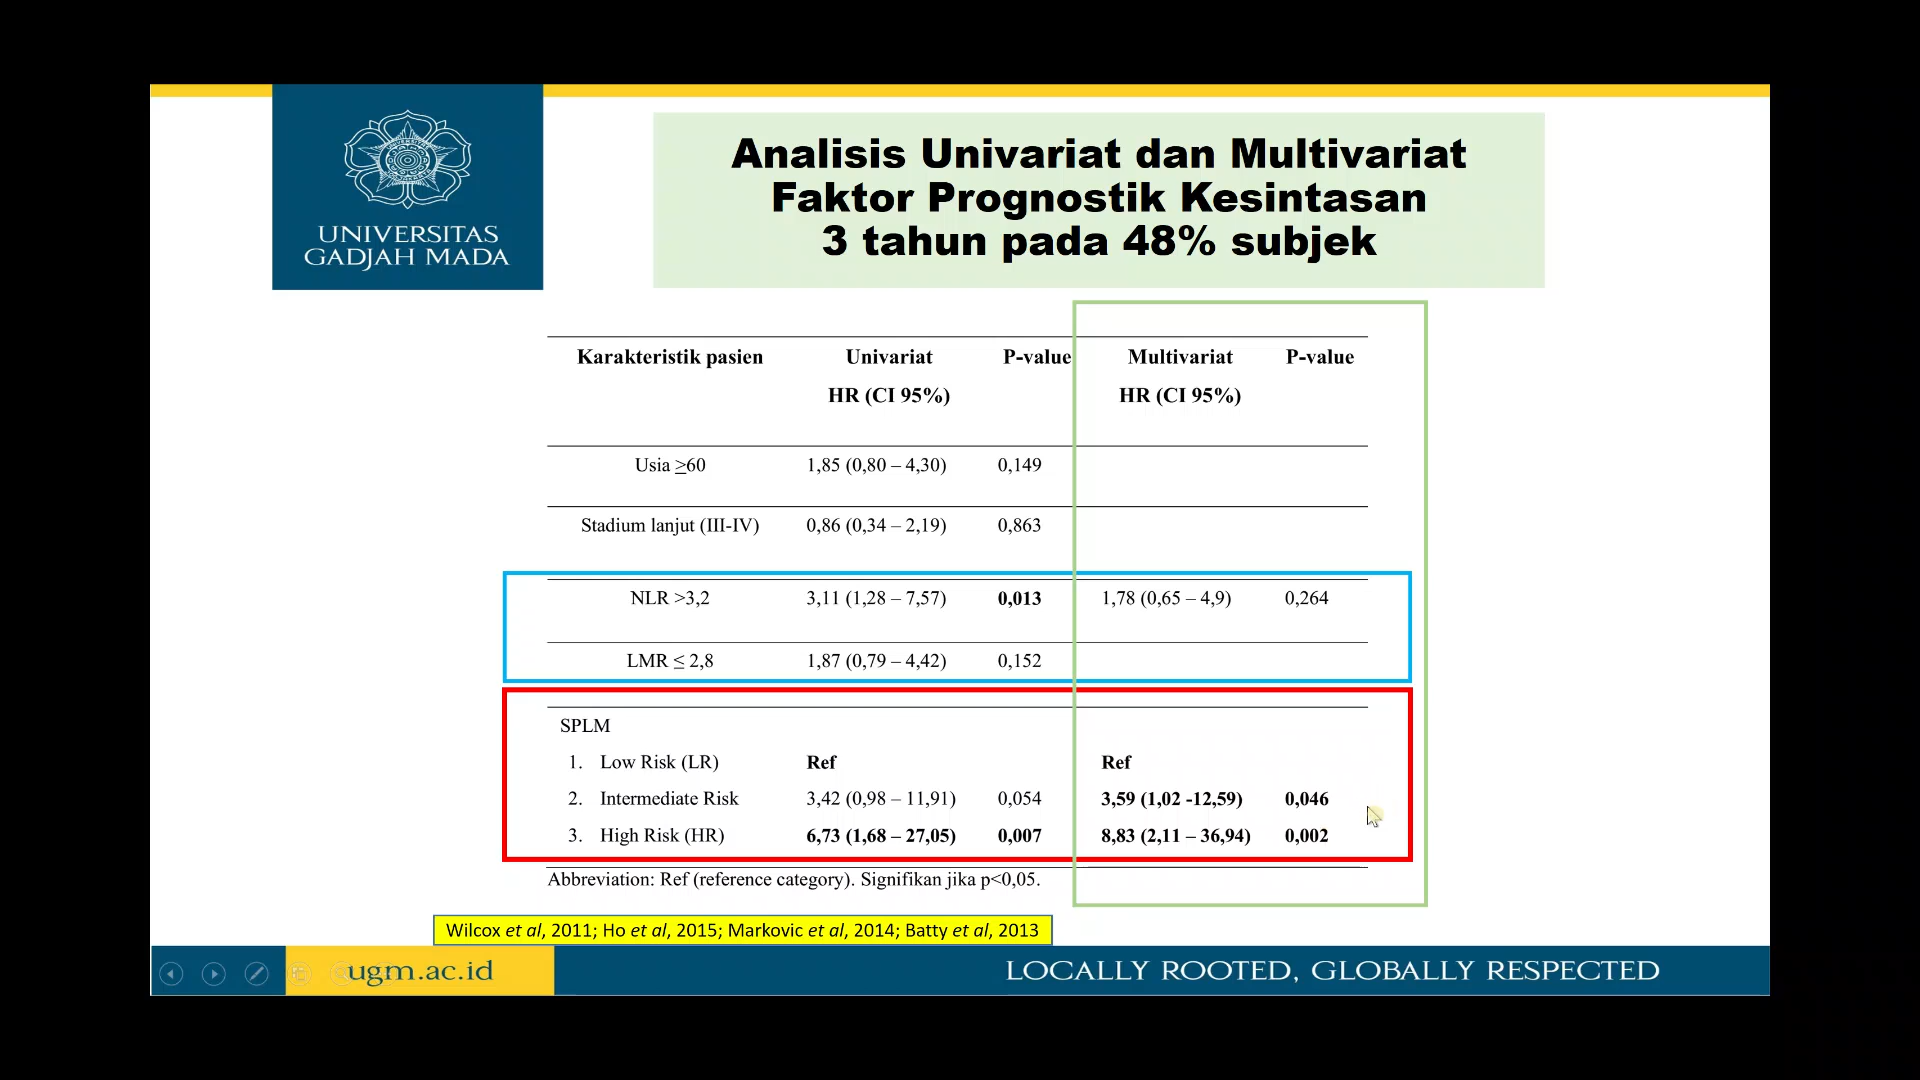 UNIVERSITAS
GADJAH MADA
Analisis Univariat dan Multivariat
Faktor Prognostik Kesintasan
3 tahun pada 48% subjek
Karakteristik pasien Univariat P-value Multivariat P-value
HR (CI 95%) HR (CI 95%)
Usia ≥60 1,85 (0,80 – 4,30) 0,149
Stadium lanjut (III-IV) 0,86 (0,34 – 2,19) 0,863
NLR >3,2 3,11 (1,28 – 7,57) 0,013 1,78 (0,65 – 4,9) 0,264
LMR ≤ 2,8 1,87 (0,79 – 4,42) 0,152
SPLM
1. Low Risk (LR) Ref Ref
2. Intermediate Risk 3,42 (0,98 – 11,91) 0,054 3,59 (1,02 -12,59) 0,046
3. High Risk (HR) 6,73 (1,68 – 27,05) 0,007 8,83 (2,11 – 36,94) 0,002
Abbreviation: Ref (reference category). Signifikan jika p<0,05.
Wilcox et al, 2011; Ho et al, 2015; Markovic et al, 2014; Batty et al, 2013
ugm.ac.id LOCALLY ROOTED, GLOBALLY RESPECTED